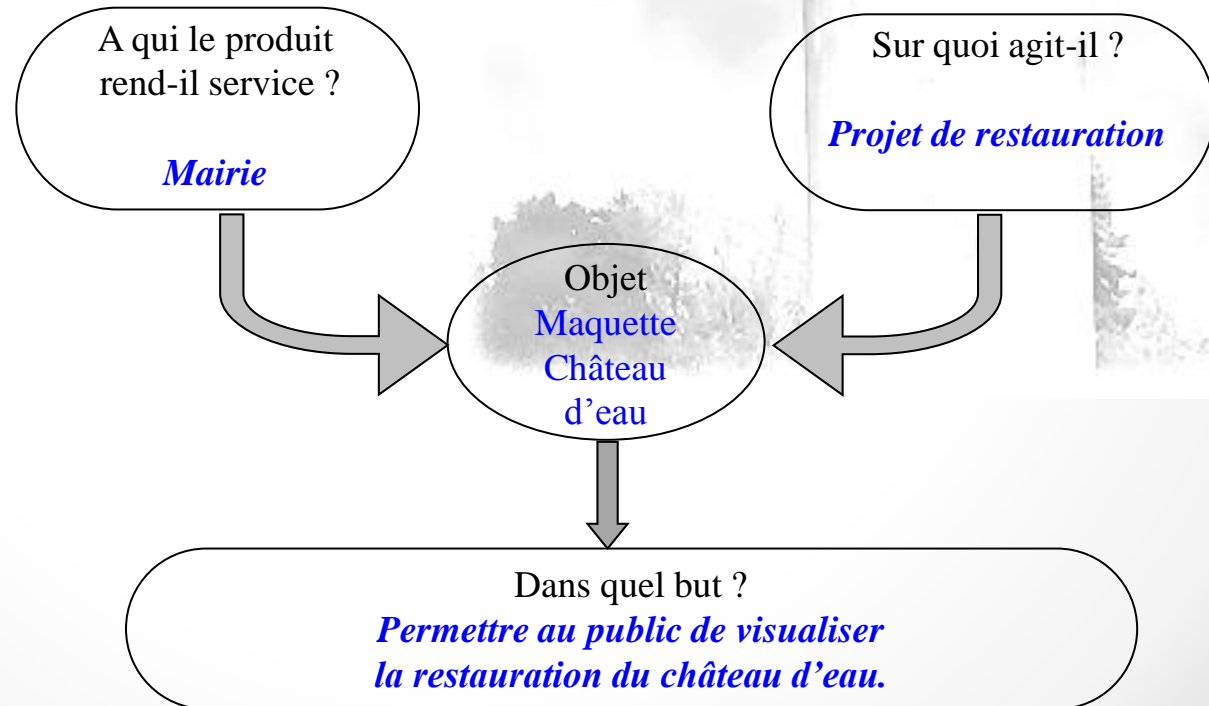 A qui le produit
rend-il service ?
Mairie
Sur quoi agit-il ?
Projet de restauration
Objet
Maquette
Château
d’eau
Dans quel but ?
Permettre au public de visualiser
la restauration du château d’eau.